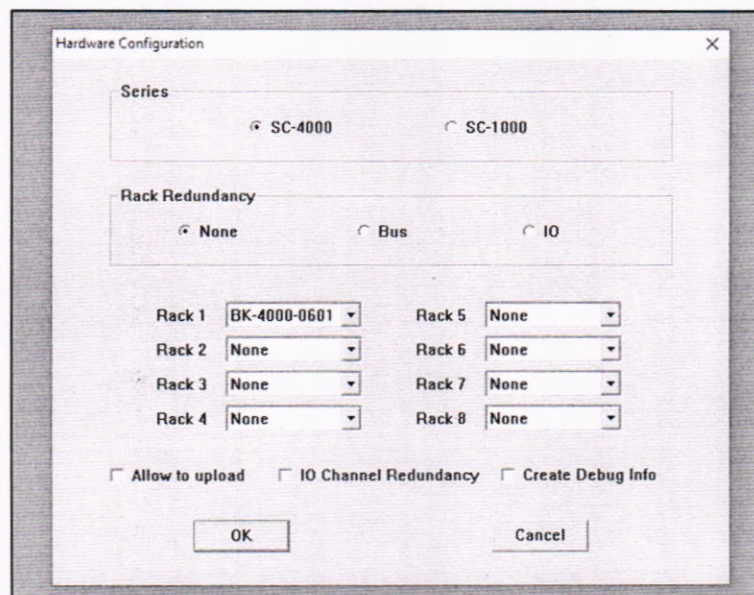 Hardware Configuration
Series
SC-4000 SC-1000
Rack Redundancy
None Bus IO
Rack 1 BK-4000-0601 Rack 5 None
Rack 2 None Rack 6 None
Rack 3 None Rack 7 None
Rack 4 None Rack 8 None
Allow to upload IO Channel Redundancy Create Debug Info
OK Cancel